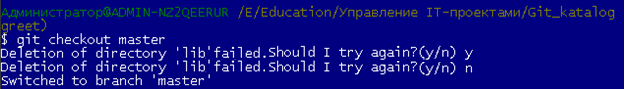 Администратор@ADMIN-NZ2QEERUR /E/Education/Управление IT-проектами/Git_katalog
greet)
$ git checkout master
Deletion of directory 'lib'failed.Should I try again?(y/n) y
Deletion of directory 'lib'failed.Should I try again?(y/n) n
Switched to branch 'master'